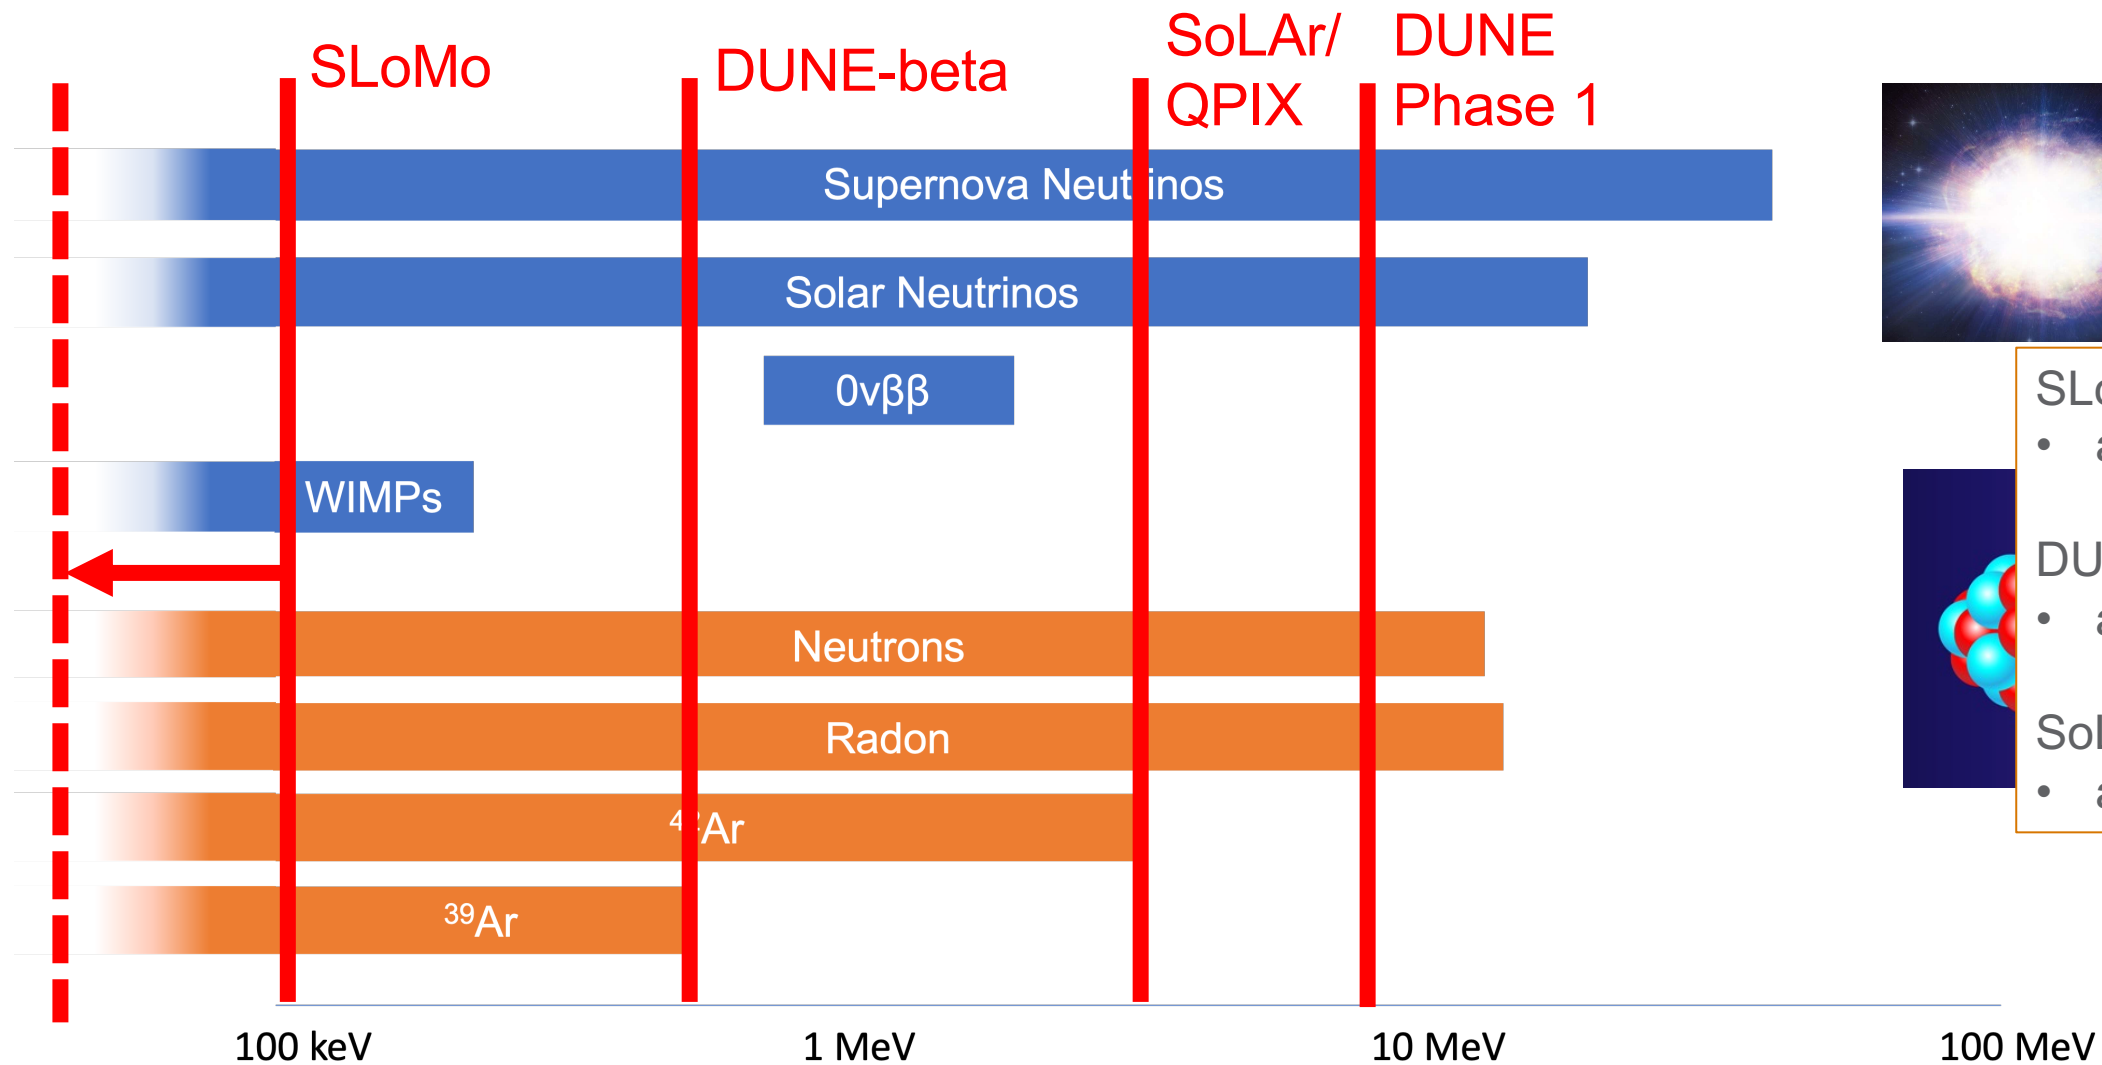 SLoMo
DUNE-beta
SoLAr/
QPIX
DUNE
Phase 1
Supernova Neutrinos
Solar Neutrinos
0νββ
WIMPs
Neutrons
Radon
⁴²Ar
³⁹Ar
100 keV
1 MeV
10 MeV
100 MeV